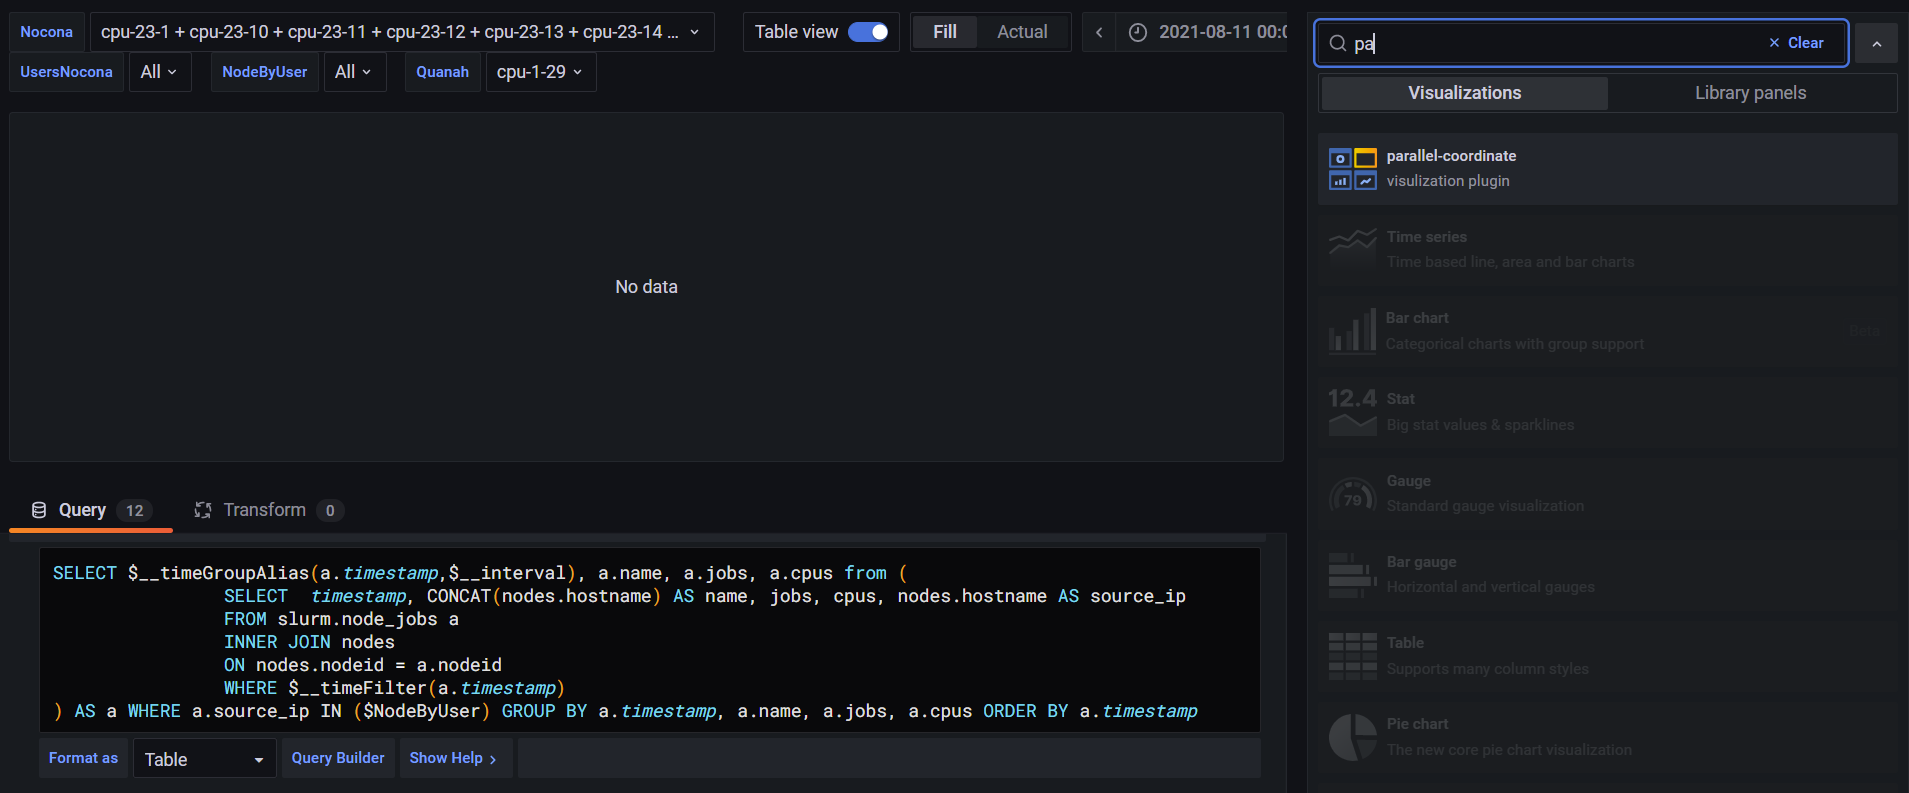 Nocona cpu-23-1 + cpu-23-10 + cpu-23-11 + cpu-23-12 + cpu-23-13 + cpu-23-14 ...
Table view Fill Actual 2021-08-11 00:0
UsersNocona All NodeByUser All Quanah cpu-1-29
No data
Query 12 Transform 0
SELECT $__timeGroupAlias(a.timestamp,$__interval), a.name, a.jobs, a.cpus from (
SELECT  timestamp, CONCAT(nodes.hostname) AS name, jobs, cpus, nodes.hostname AS source_ip
FROM slurm.node_jobs a
INNER JOIN nodes
ON nodes.nodeid = a.nodeid
WHERE $__timeFilter(a.timestamp)
) AS a WHERE a.source_ip IN ($NodeByUser) GROUP BY a.timestamp, a.name, a.jobs, a.cpus ORDER BY a.timestamp
Format as Table Query Builder Show Help >
pa × Clear
Visualizations Library panels
parallel-coordinate
visulization plugin
Time series
Time based line, area and bar charts
Bar chart
Categorical charts with group support
Beta
12.4 Stat
Big stat values & sparklines
Gauge
79
Standard gauge visualization
Bar gauge
Horizontal and vertical gauges
Table
Supports many column styles
Pie chart
The new core pie chart visualization